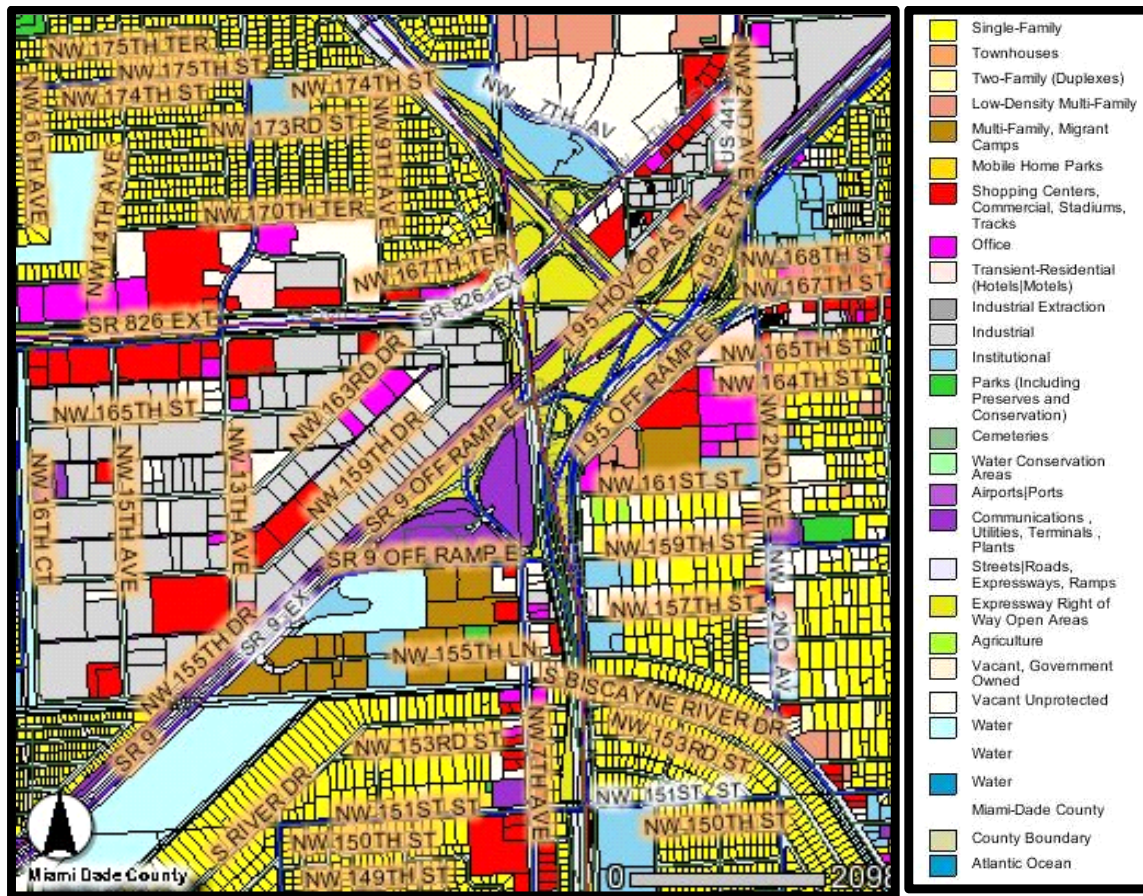 NW 175TH TER
NW 175TH ST
NW 174TH ST
NW 174TH ST
NW 173RD ST
NW 16TH AVE
NW 14TH AVE
NW 9TH AVE
NW 7TH AV
NW 2ND AVE
US 441
NW 170TH TER
NW 167TH TER
SR 826 EXT
SR 826 EXT
I 95 HOV OPAS N
I 95 EXT
NW 168TH ST
NW 167TH ST
NW 165TH ST
NW 164TH ST
NW 163RD DR
NW 165TH ST
NW 159TH DR
SR 9 OFF RAMP E
I 95 OFF RAMP E
NW 2ND AVE
NW 16TH CT
NW 15TH AVE
NW 13TH AVE
NW 161ST ST
SR 9 OFF RAMP E
NW 159TH ST
NW 157TH ST
NW 2ND AV
NW 155TH DR
SR 9 EX
NW 155TH LN
S BISCAYNE RIVER DR
SR 9
NW 153RD ST
NW 153RD ST
NW 7TH AVE
S RIVER DR
NW 151ST ST
NW 151ST ST
NW 150TH ST
NW 150TH ST
NW 149TH ST
Miami Dade County
0 2098
Single-Family
Townhouses
Two-Family (Duplexes)
Low-Density Multi-Family
Multi-Family, Migrant
Camps
Mobile Home Parks
Shopping Centers,
Commercial, Stadiums,
Tracks
Office
Transient-Residential
(Hotels|Motels)
Industrial Extraction
Industrial
Institutional
Parks (Including
Preserves and
Conservation)
Cemeteries
Water Conservation
Areas
Airports|Ports
Communications ,
Utilities, Terminals ,
Plants
Streets|Roads,
Expressways, Ramps
Expressway Right of
Way Open Areas
Agriculture
Vacant, Government
Owned
Vacant Unprotected
Water
Water
Water
Miami-Dade County
County Boundary
Atlantic Ocean